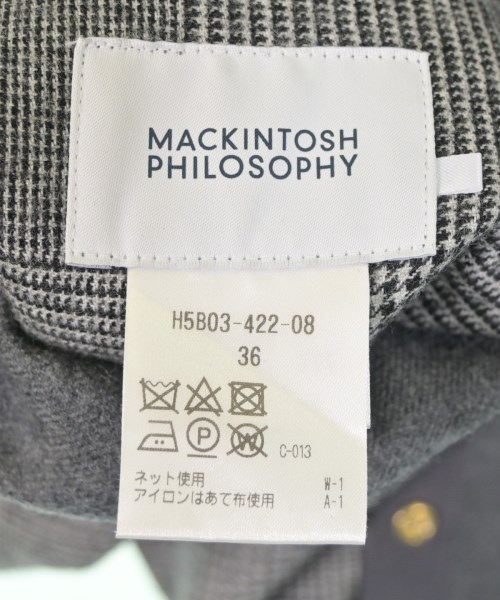 MACKINTOSH
PHILOSOPHY
H5B03-422-08
36
P W C-013
ネット使用 W-1
アイロンはあて布使用 A-1